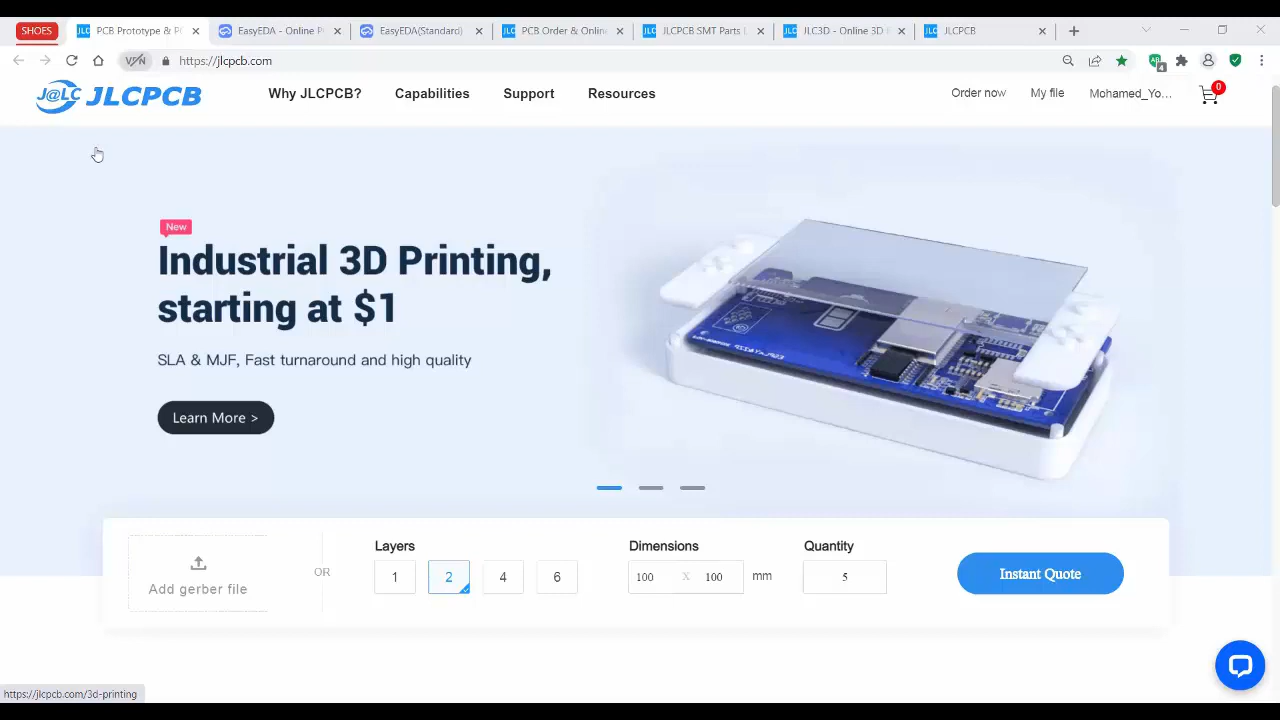 SHOES
PCB Prototype & P
EasyEDA - Online P
EasyEDA(Standard)
PCB Order & Online
JLCPCB SMT Parts L
JLC3D - Online 3D
JLCPCB
VPN
https://jlcpcb.com
4
J@LC JLCPCB
Why JLCPCB?
Capabilities
Support
Resources
Order now
My file
Mohamed_Yo...
0
New
Industrial 3D Printing,
starting at $1
SLA & MJF, Fast turnaround and high quality
Learn More >
Add gerber file
OR
Layers
1
2
4
6
Dimensions
100 X 100 mm
Quantity
5
Instant Quote
https://jlcpcb.com/3d-printing